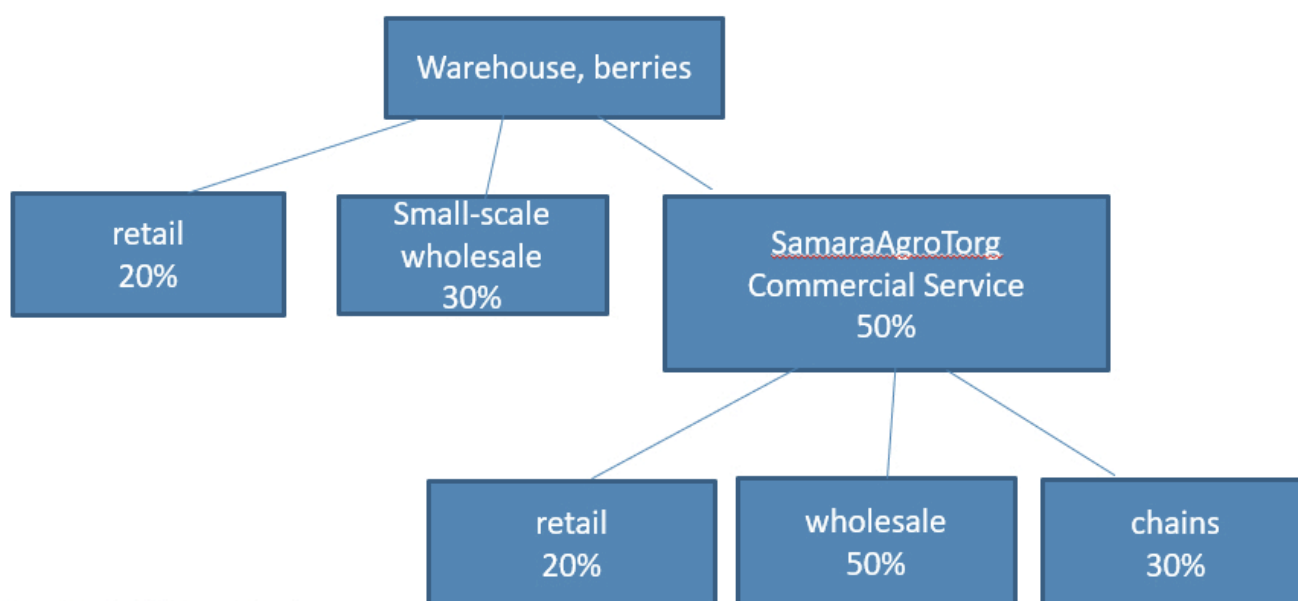 Warehouse, berries
retail
20%
Small-scale
wholesale
30%
SamaraAgroTorg
Commercial Service
50%
retail
20%
wholesale
50%
chains
30%